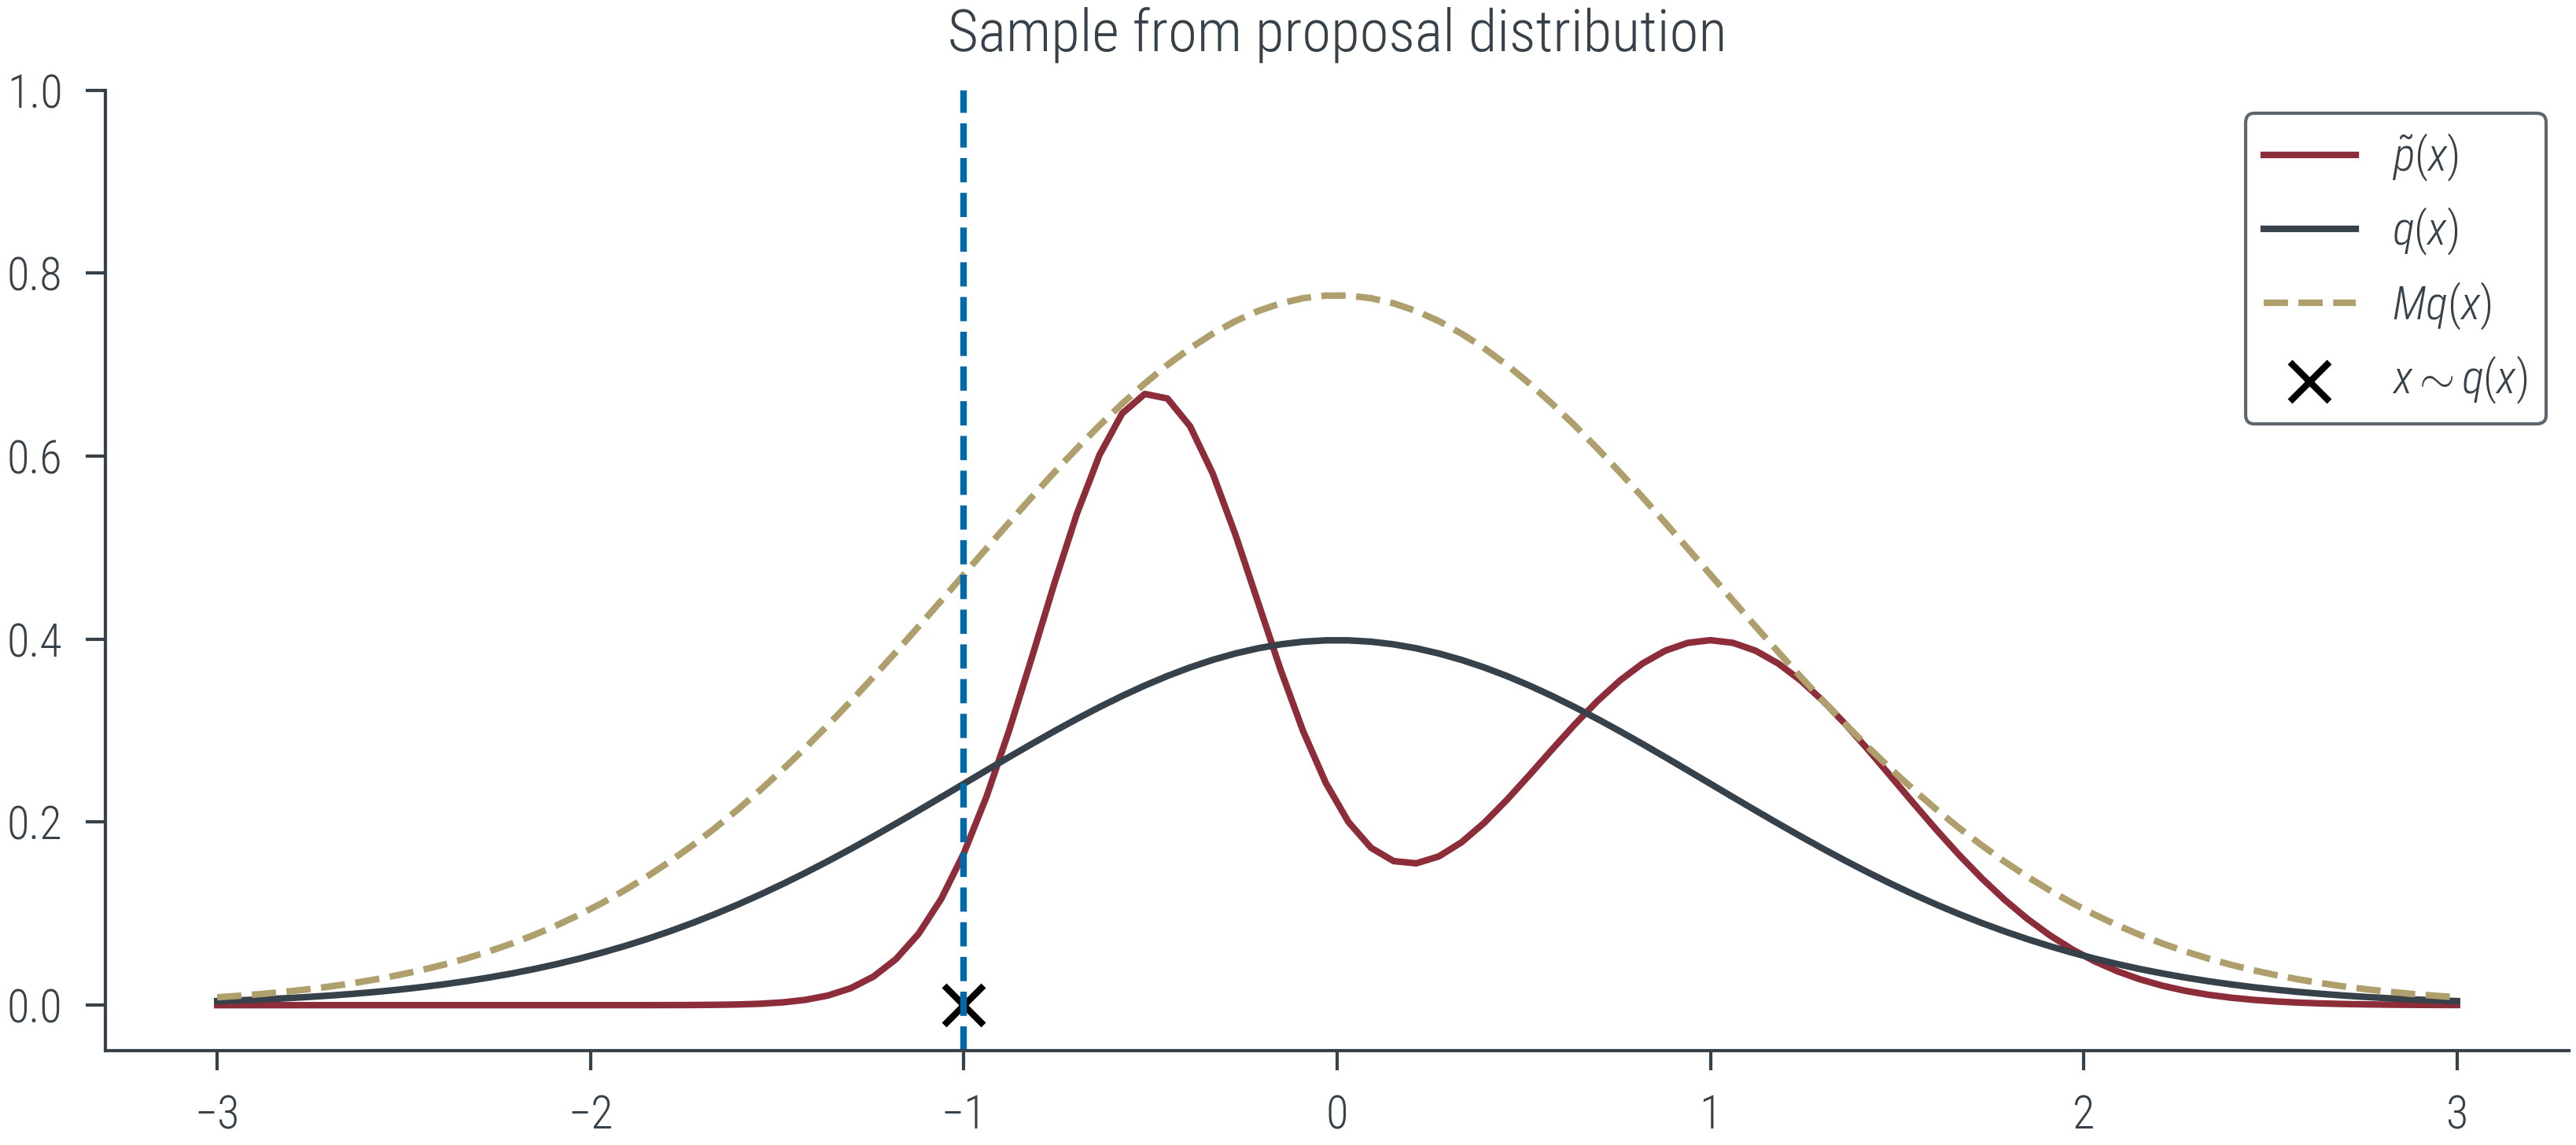 Sample from proposal distribution
1.0
0.8
0.6
0.4
0.2
0.0
−3
−2
−1
0
1
2
3
p̃(x)
q(x)
Mq(x)
x ~ q(x)